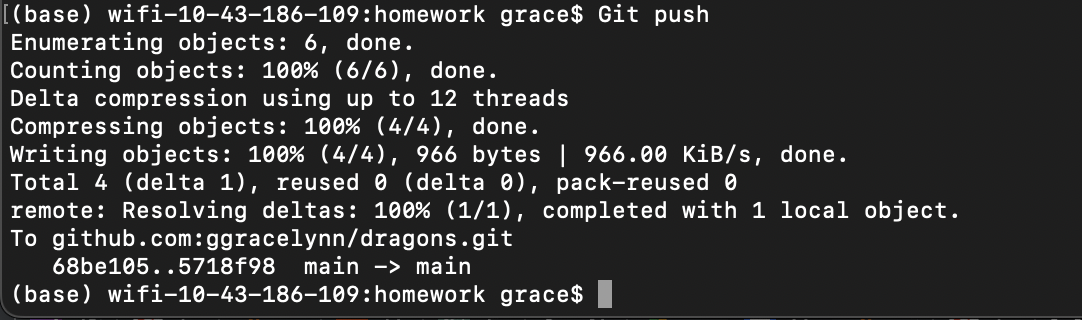 (base) wifi-10-43-186-109:homework grace$ Git push
Enumerating objects: 6, done.
Counting objects: 100% (6/6), done.
Delta compression using up to 12 threads
Compressing objects: 100% (4/4), done.
Writing objects: 100% (4/4), 966 bytes | 966.00 KiB/s, done.
Total 4 (delta 1), reused 0 (delta 0), pack-reused 0
remote: Resolving deltas: 100% (1/1), completed with 1 local object.
To github.com:ggracelynn/dragons.git
   68be105..5718f98  main -> main
(base) wifi-10-43-186-109:homework grace$